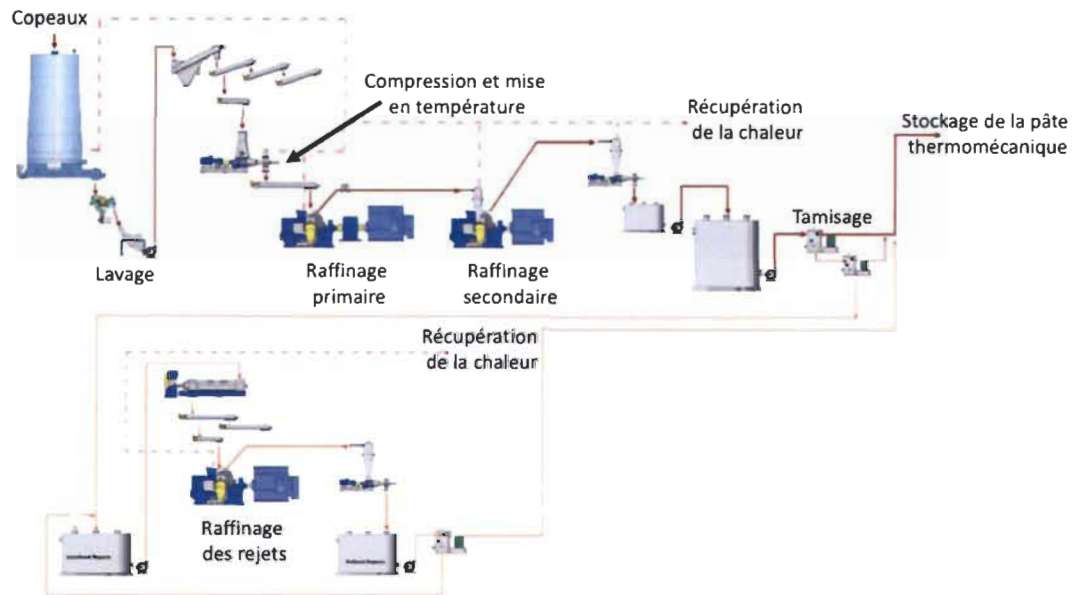 Copeaux
Compression et mise
en température
Récupération
de la chaleur
Stockage de la pâte
thermomécanique
Tamisage
Lavage
Raffinage
primaire
Raffinage
secondaire
Récupération
de la chaleur
Raffinage
des rejets